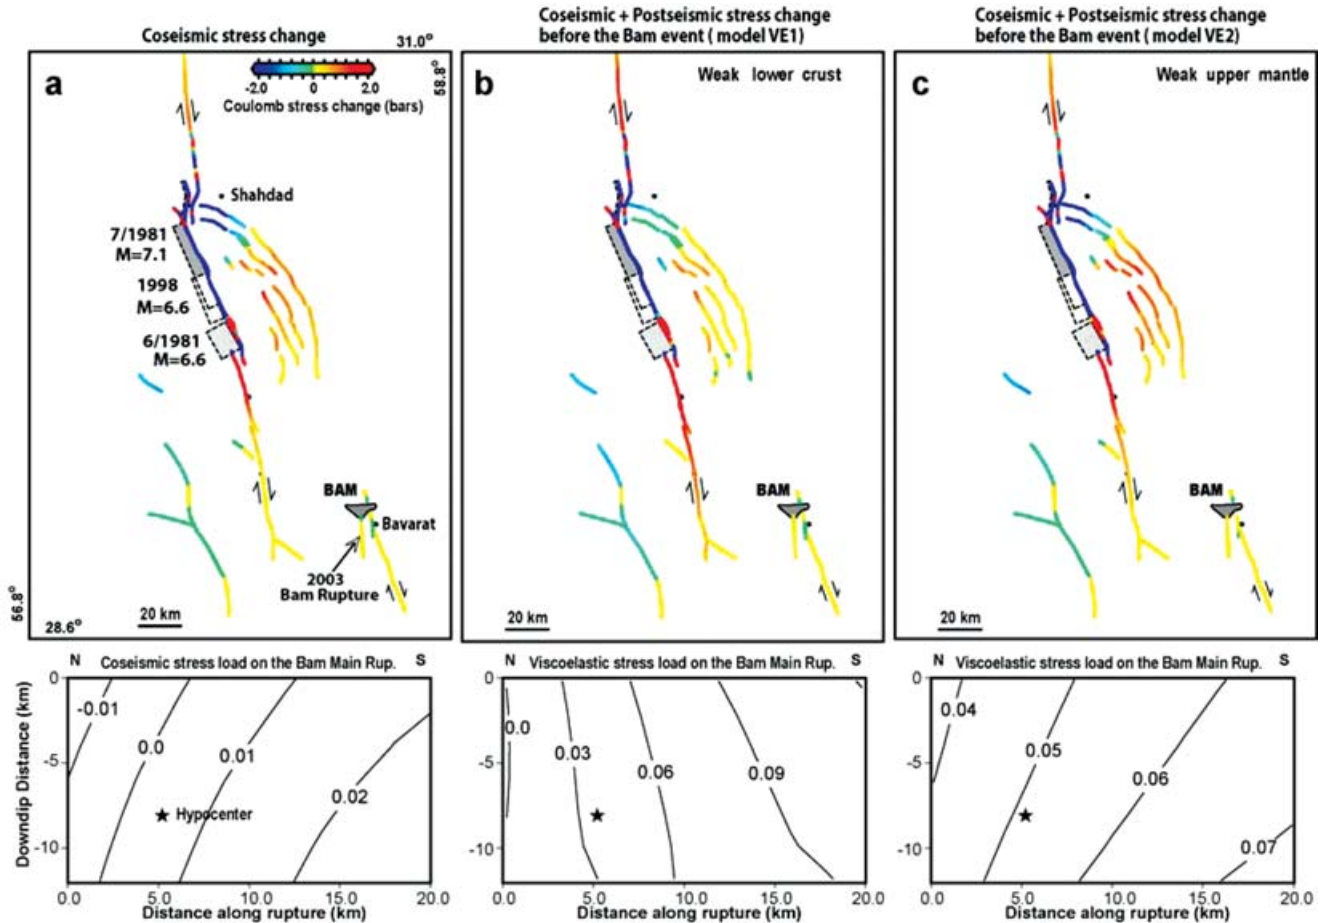 Coseismic stress change
31.0°
58.8°
a
-2.0 0 2.0
Coulomb stress change (bars)
Shahdad
7/1981
M=7.1
1998
M=6.6
6/1981
M=6.6
BAM
Bavarat
2003
Bam Rupture
20 km
56.8°
28.6°
Coseismic + Postseismic stress change
before the Bam event ( model VE1)
b
Weak lower crust
BAM
20 km
Coseismic + Postseismic stress change
before the Bam event ( model VE2)
c
Weak upper mantle
BAM
20 km
N Coseismic stress load on the Bam Main Rup.
0
-5
-10
Downdip Distance (km)
-0.01
0.0
0.01
0.02
Hypocenter
0.0 5.0 10.0 15.0 20.0
Distance along rupture (km)
N Viscoelastic stress load on the Bam Main Rup. S
0
-5
-10
0.0
0.03
0.06
0.09
0.0 5.0 10.0 15.0 20.0
Distance along rupture (km)
N Viscoelastic stress load on the Bam Main Rup. S
0
-5
-10
0.04
0.05
0.06
0.07
0.0 5.0 10.0 15.0 20.0
Distance along rupture (km)